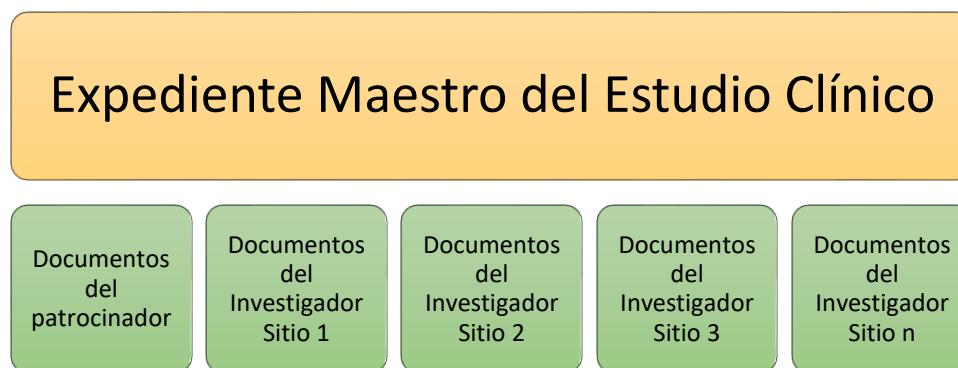 Expediente Maestro del Estudio Clínico
Documentos
del
patrocinador
Documentos
del
Investigador
Sitio 1
Documentos
del
Investigador
Sitio 2
Documentos
del
Investigador
Sitio 3
Documentos
del
Investigador
Sitio n